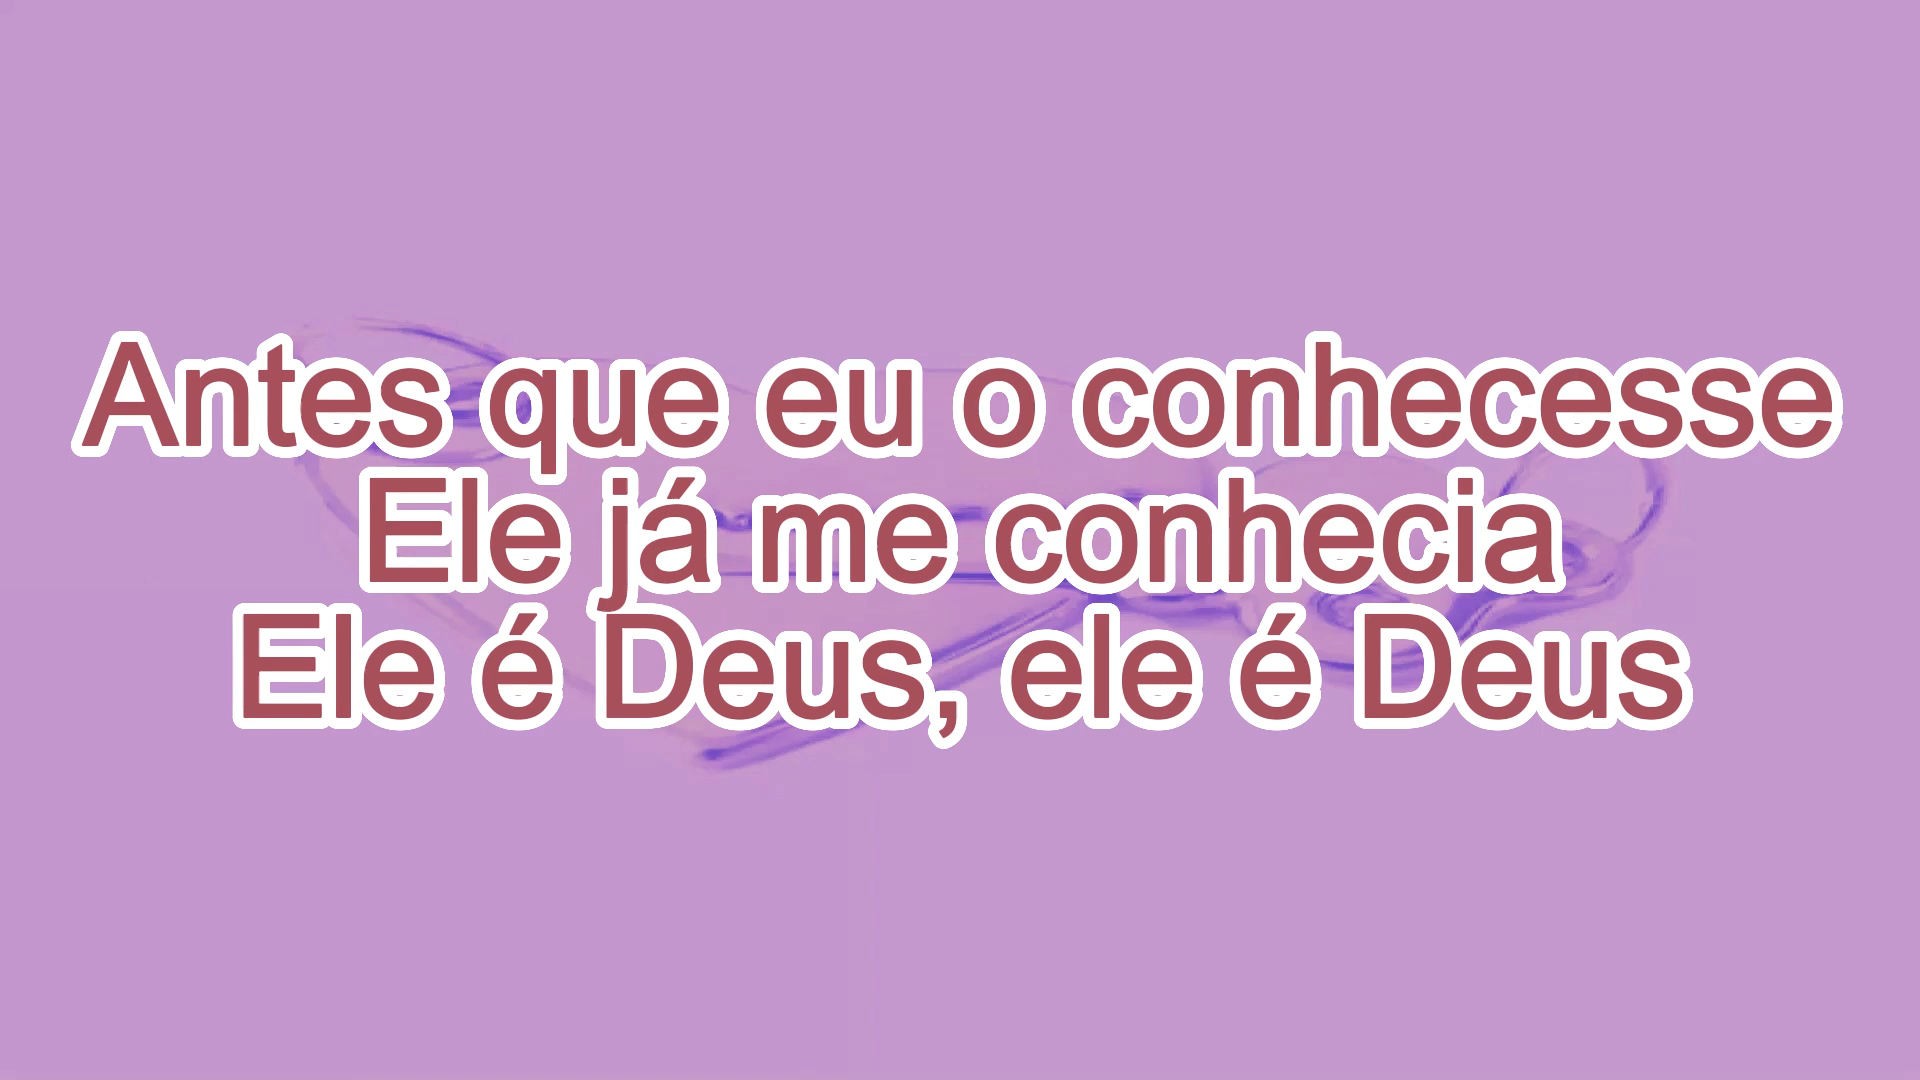 Antes que eu o conhecesse
Ele já me conhecia
Ele é Deus, ele é Deus